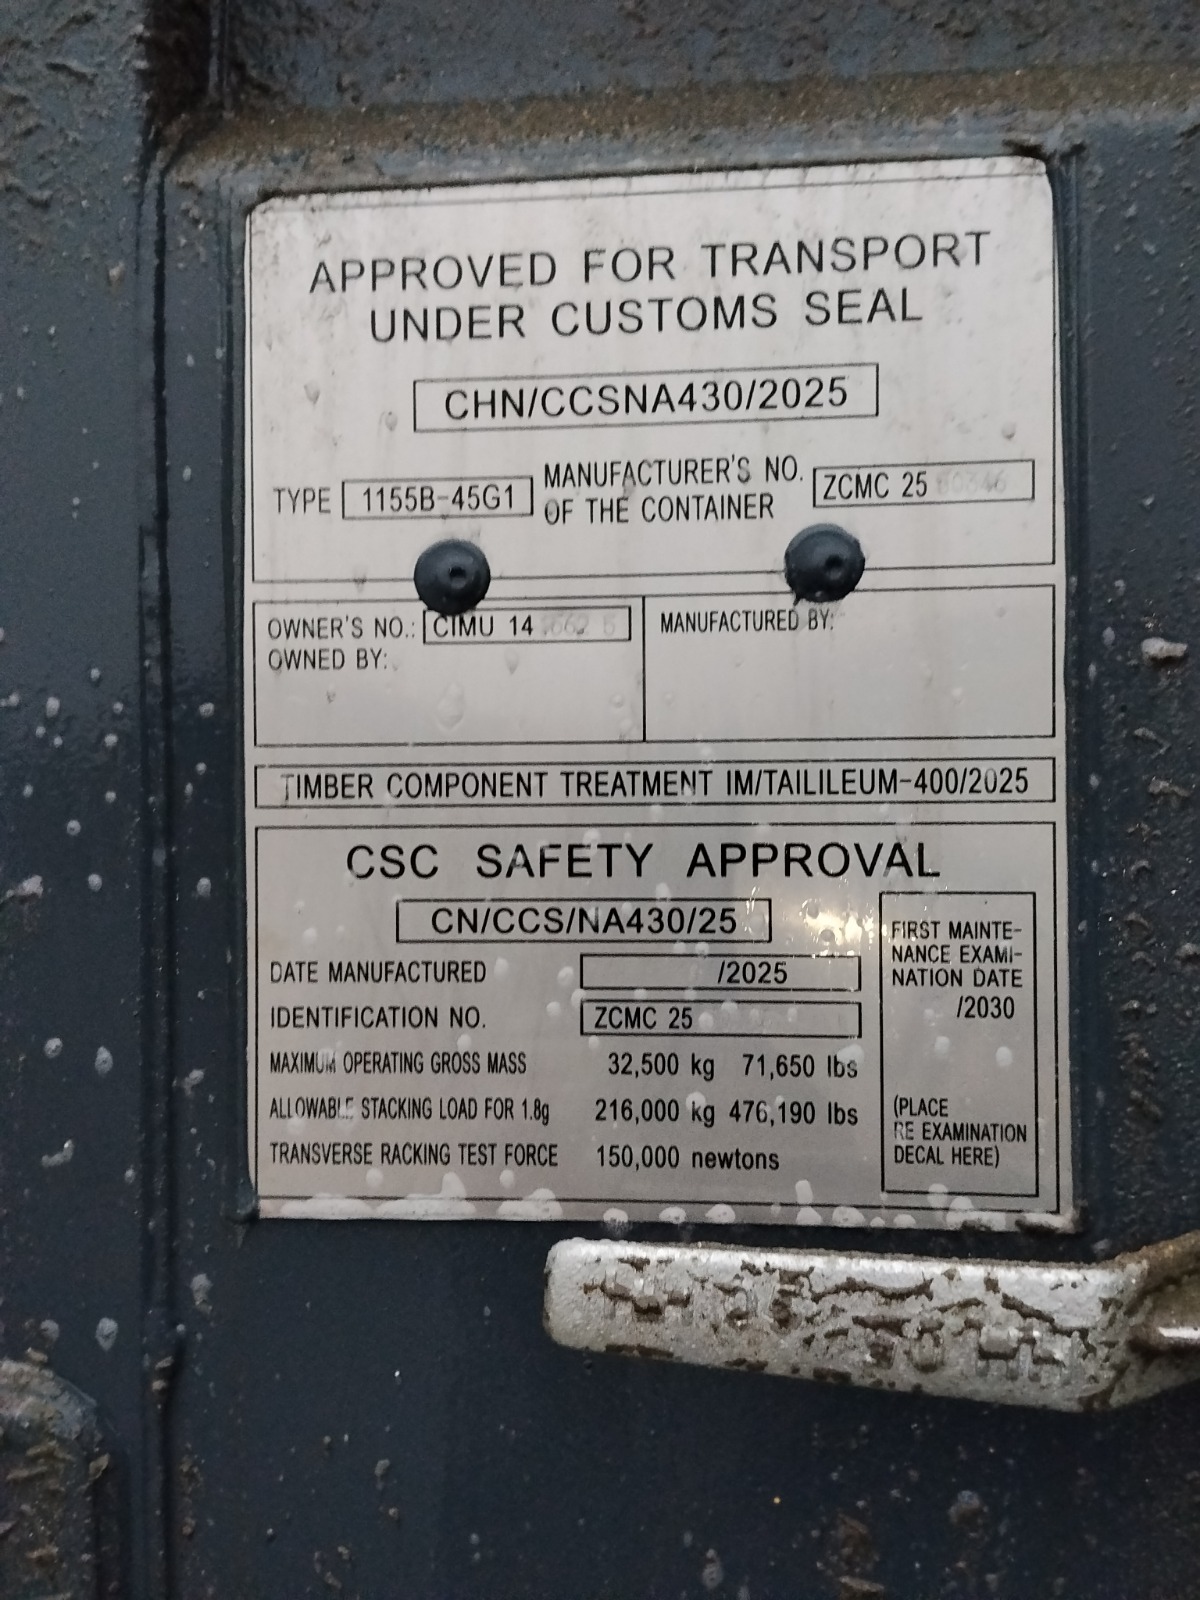 APPROVED FOR TRANSPORT
UNDER CUSTOMS SEAL
CHN/CCSNA430/2025
TYPE 1155B-45G1
MANUFACTURER'S NO.
OF THE CONTAINER
ZCMC 25
OWNER'S NO.: CIMU 14
OWNED BY:
MANUFACTURED BY:
TIMBER COMPONENT TREATMENT IM/TAILILEUM-400/2025
CSC SAFETY APPROVAL
CN/CCS/NA430/25
DATE MANUFACTURED /2025
IDENTIFICATION NO. ZCMC 25
MAXIMUM OPERATING GROSS MASS 32,500 kg 71,650 lbs
ALLOWABLE STACKING LOAD FOR 1.8g 216,000 kg 476,190 lbs
TRANSVERSE RACKING TEST FORCE 150,000 newtons
FIRST MAINTE-
NANCE EXAMI-
NATION DATE
/2030
(PLACE
RE EXAMINATION
DECAL HERE)